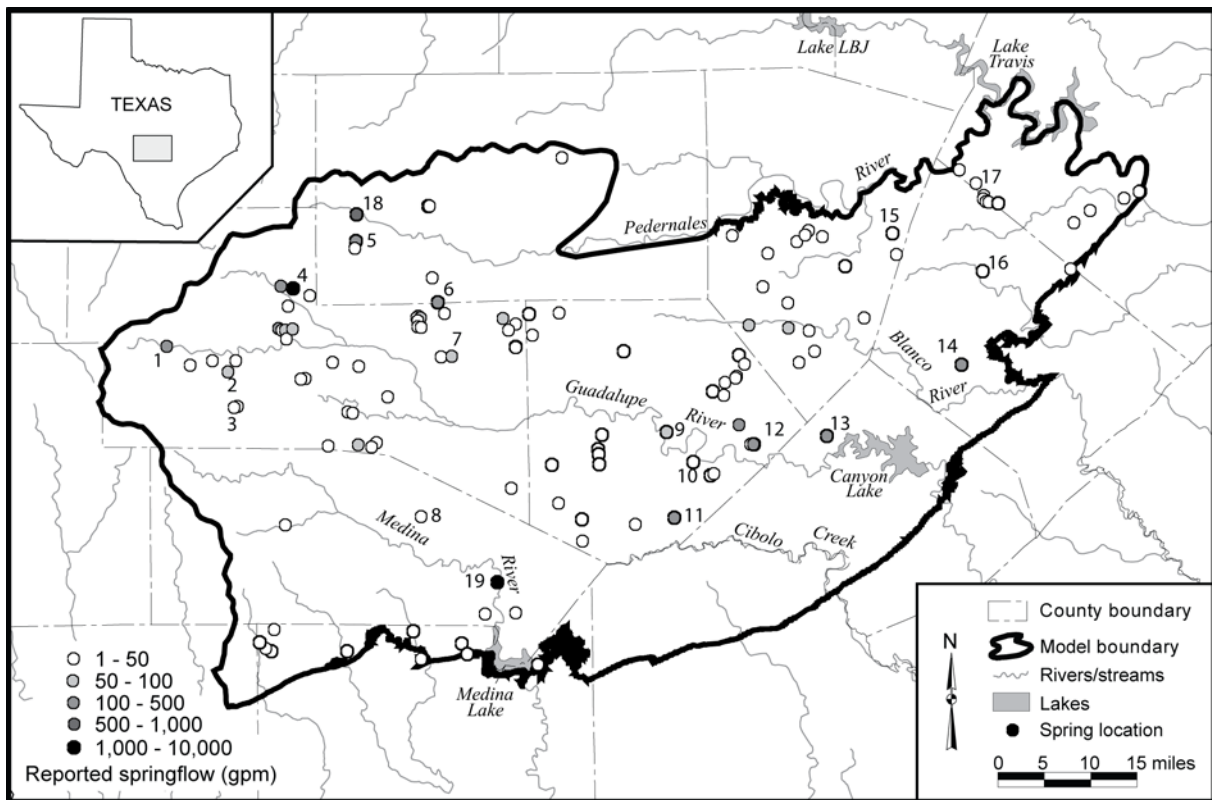 Lake LBJ
Lake
Travis
TEXAS
River
17
18
15
Pedernales
5
16
4
6
7
1
Blanco
14
2
River
Guadalupe
3
River
13
9
12
10
Canyon
Lake
8
11
Medina
Cibolo
Creek
River
19
Medina
Lake
1 - 50
50 - 100
100 - 500
500 - 1,000
1,000 - 10,000
Reported springflow (gpm)
County boundary
N
Model boundary
Rivers/streams
Lakes
Spring location
0 5 10 15 miles